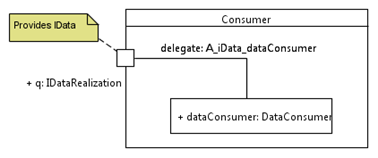 Provides IData
Consumer
delegate: A_iData_dataConsumer
+ q: IDataRealization
+ dataConsumer: DataConsumer